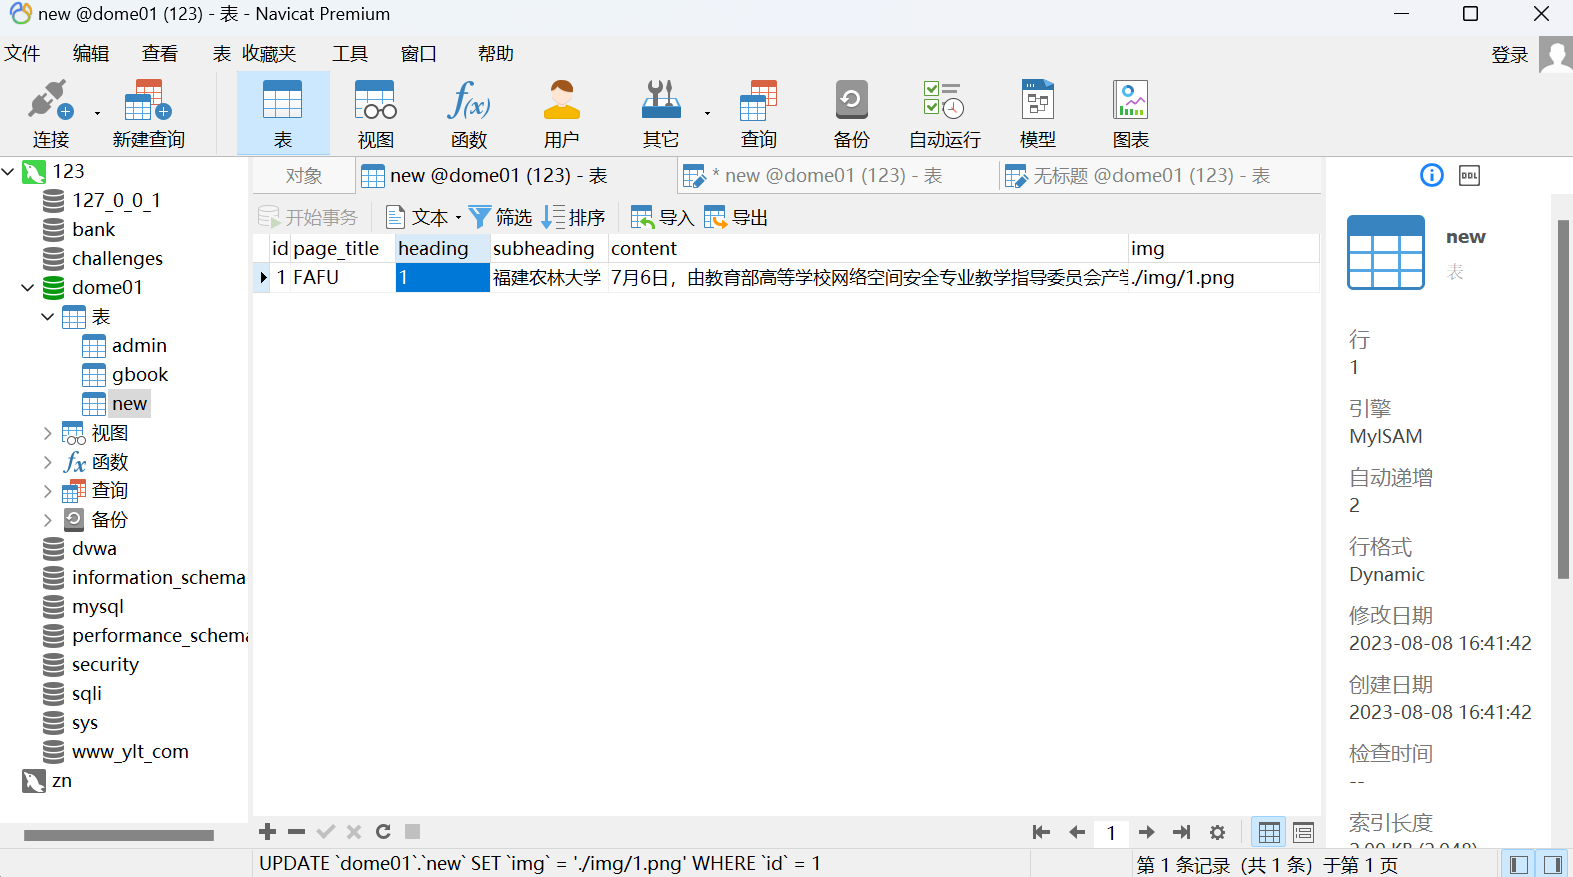 new @dome01 (123) - 表 - Navicat Premium
文件 编辑 查看 表 收藏夹 工具 窗口 帮助 登录
连接 新建查询 表 视图 函数 用户 其它 查询 备份 自动运行 模型 图表
对象 new @dome01 (123) - 表 * new @dome01 (123) - 表 无标题 @dome01 (123) - 表
开始事务 文本 筛选 排序 导入 导出
id page_title heading subheading content img
1 FAFU 1 福建农林大学 7月6日，由教育部高等学校网络空间安全专业教学指导委员会产学 ./img/1.png
123
127_0_0_1
bank
challenges
dome01
表
admin
gbook
new
视图
函数
查询
备份
dvwa
information_schema
mysql
performance_schema
security
sqli
sys
www_ylt_com
zn
DDL
new
表
行
1
引擎
MyISAM
自动递增
2
行格式
Dynamic
修改日期
2023-08-08 16:41:42
创建日期
2023-08-08 16:41:42
检查时间
--
索引长度
2.00 KB (2,048)
1
UPDATE `dome01`.`new` SET `img` = './img/1.png' WHERE `id` = 1
第 1 条记录（共 1 条）于第 1 页